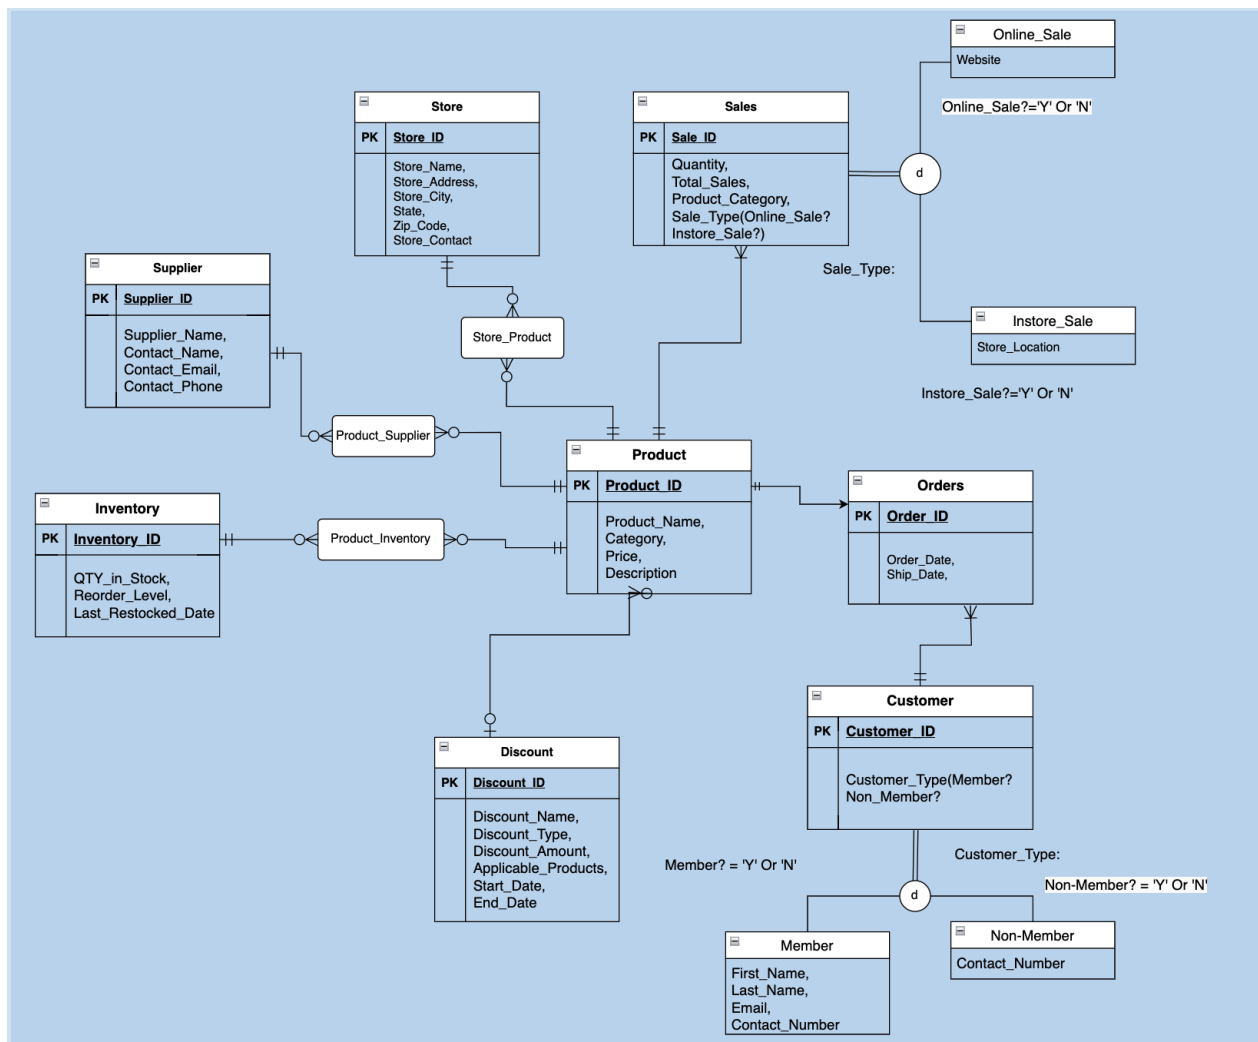 Online_Sale
Website
Online_Sale?='Y' Or 'N'
Store
PK Store_ID
Store_Name,
Store_Address,
Store_City,
State,
Zip_Code,
Store_Contact
Sales
PK Sale_ID
Quantity,
Total_Sales,
Product_Category,
Sale_Type(Online_Sale?
Instore_Sale?)
d
Sale_Type:
Supplier
PK Supplier_ID
Supplier_Name,
Contact_Name,
Contact_Email,
Contact_Phone
Store_Product
Instore_Sale
Store_Location
Instore_Sale?='Y' Or 'N'
Product_Supplier
Product
PK Product_ID
Product_Name,
Category,
Price,
Description
Orders
PK Order_ID
Order_Date,
Ship_Date,
Inventory
PK Inventory_ID
QTY_in_Stock,
Reorder_Level,
Last_Restocked_Date
Product_Inventory
Customer
PK Customer_ID
Customer_Type(Member?
Non_Member?
Discount
PK Discount_ID
Discount_Name,
Discount_Type,
Discount_Amount,
Applicable_Products,
Start_Date,
End_Date
Member? = 'Y' Or 'N'
Customer_Type:
Non-Member? = 'Y' Or 'N'
d
Member
First_Name,
Last_Name,
Email,
Contact_Number
Non-Member
Contact_Number